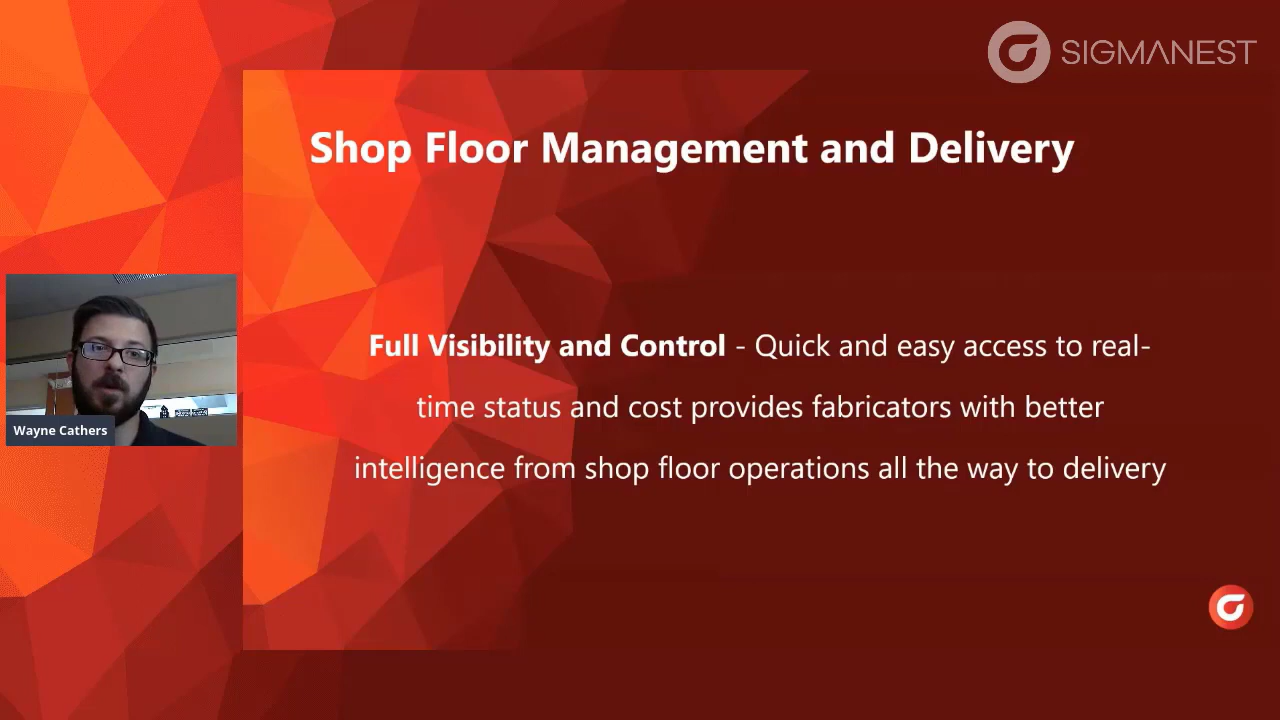 SIGMANEST
Shop Floor Management and Delivery
Full Visibility and Control - Quick and easy access to real-
time status and cost provides fabricators with better
intelligence from shop floor operations all the way to delivery
Wayne Cathers